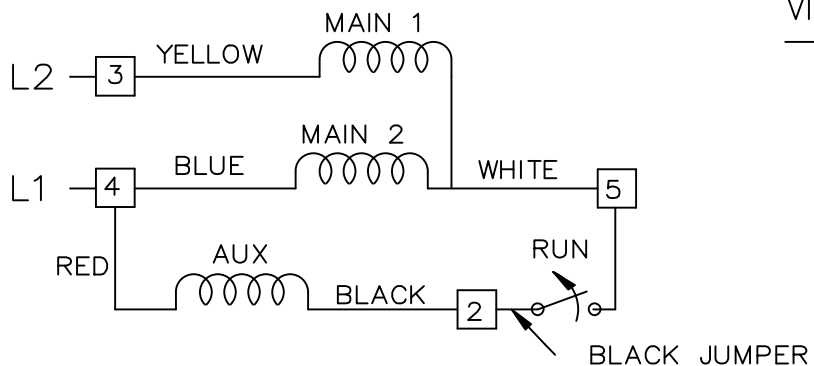 VI
MAIN 1
YELLOW
L2
3
MAIN 2
BLUE
WHITE
L1
4
5
RUN
AUX
RED
BLACK
2
BLACK JUMPER